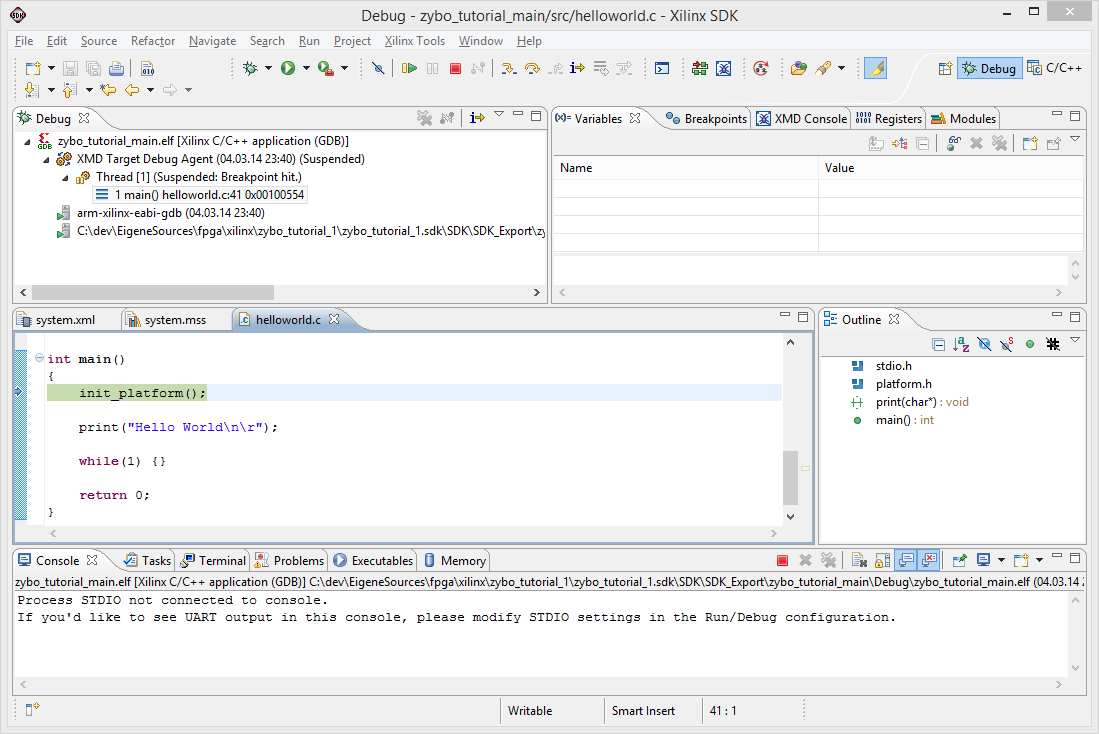 Debug - zybo_tutorial_main/src/helloworld.c - Xilinx SDK
File Edit Source Refactor Navigate Search Run Project Xilinx Tools Window Help
Debug C/C++
Debug
zybo_tutorial_main.elf [Xilinx C/C++ application (GDB)]
XMD Target Debug Agent (04.03.14 23:40) (Suspended)
Thread [1] (Suspended: Breakpoint hit.)
1 main() helloworld.c:41 0x00100554
arm-xilinx-eabi-gdb (04.03.14 23:40)
C:\dev\EigeneSources\fpga\xilinx\zybo_tutorial_1\zybo_tutorial_1.sdk\SDK\SDK_Export\zy
Variables Breakpoints XMD Console Registers Modules
Name Value
system.xml system.mss helloworld.c
int main()
{
init_platform();
print("Hello World\n\r");
while(1) {}
return 0;
}
Outline
stdio.h
platform.h
print(char*) : void
main() : int
Console Tasks Terminal Problems Executables Memory
zybo_tutorial_main.elf [Xilinx C/C++ application (GDB)] C:\dev\EigeneSources\fpga\xilinx\zybo_tutorial_1\zybo_tutorial_1.sdk\SDK\SDK_Export\zybo_tutorial_main\Debug\zybo_tutorial_main.elf (04.03.14 2
Process STDIO not connected to console.
If you'd like to see UART output in this console, please modify STDIO settings in the Run/Debug configuration.
Writable Smart Insert 41 : 1